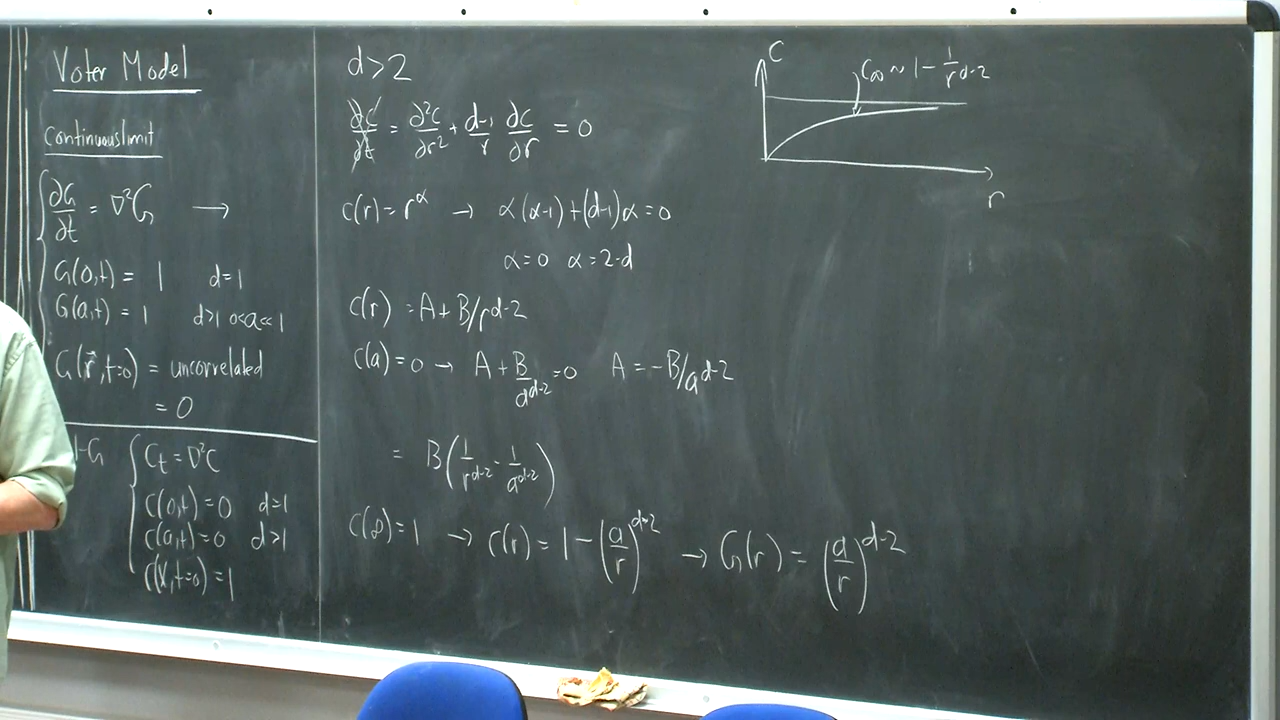 Voter Model
Continuous limit
∂G/∂t = ∇²G →
G(0,t) = 1 d=1
G(a,t) = 1 d>1 0<a<<1
G(r⃗,t=0) = uncorrelated
= 0
1-G
C_t = ∇²C
C(0,t) = 0 d=1
C(a,t) = 0 d>1
C(x,t=0) = 1
d>2
∂C/∂t = ∂²C/∂r² + d-1/r ∂C/∂r = 0
C(r) = r^α → α(α-1)+(d-1)α = 0
α=0 α=2-d
C(r) = A + B/r^d-2
C(a) = 0 → A + B/a^d-2 = 0 A = -B/a^d-2
= B(1/r^d-2 - 1/a^d-2)
C(∞) = 1 → C(r) = 1 - (a/r)^d-2 → G(r) = (a/r)^d-2
C
C∞ ~ 1 - 1/r^d-2
r